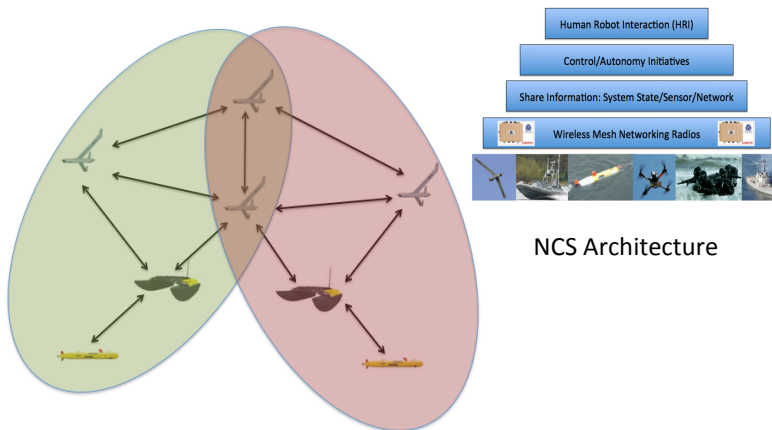 Human Robot Interaction (HRI)
Control/Autonomy Initiatives
Share Information: System State/Sensor/Network
Wireless Mesh Networking Radios
NCS Architecture